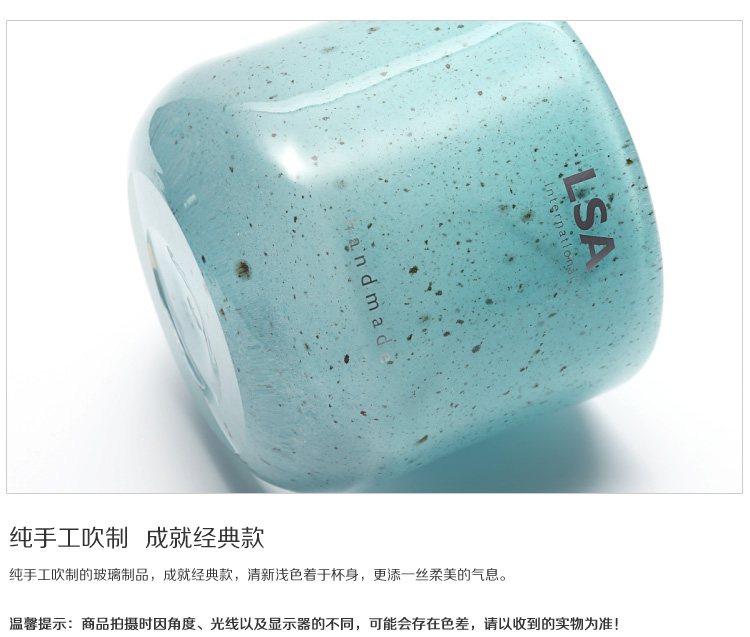 LSA
International
handmade
纯手工吹制 成就经典款
纯手工吹制的玻璃制品，成就经典款，清新浅色着于杯身，更添一丝柔美的气息。
温馨提示：商品拍摄时因角度、光线以及显示器的不同，可能会存在色差，请以收到的实物为准！